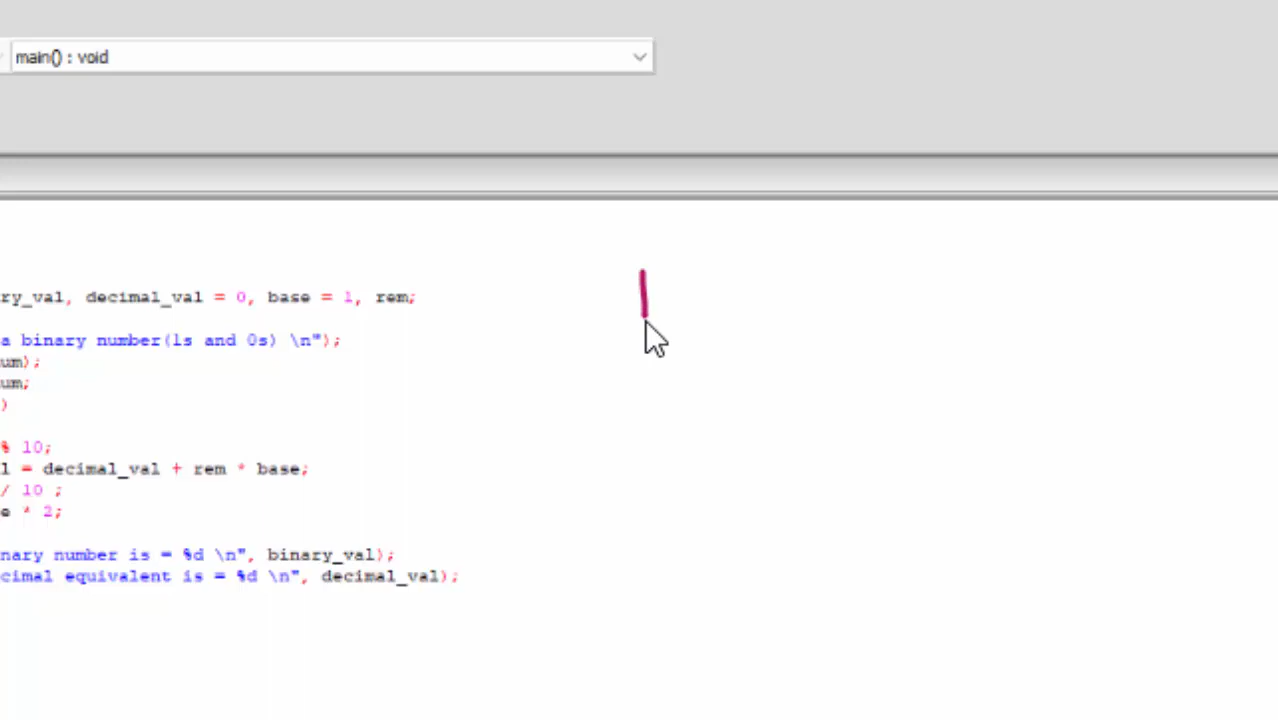 main() : void
ry_val, decimal_val = 0, base = 1, rem;
a binary number(1s and 0s) \n");
um);
um;
)
% 10;
l = decimal_val + rem * base;
/ 10 ;
e * 2;
nary number is = %d \n", binary_val);
cimal equivalent is = %d \n", decimal_val);